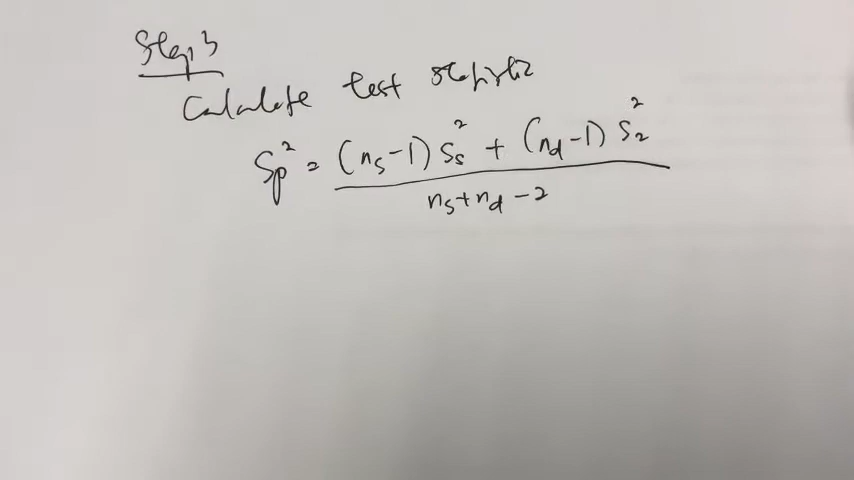 Step 3
Calculate test statistic
Sp² = (ns-1) Ss² + (nd-1) S2²
ns+nd-2